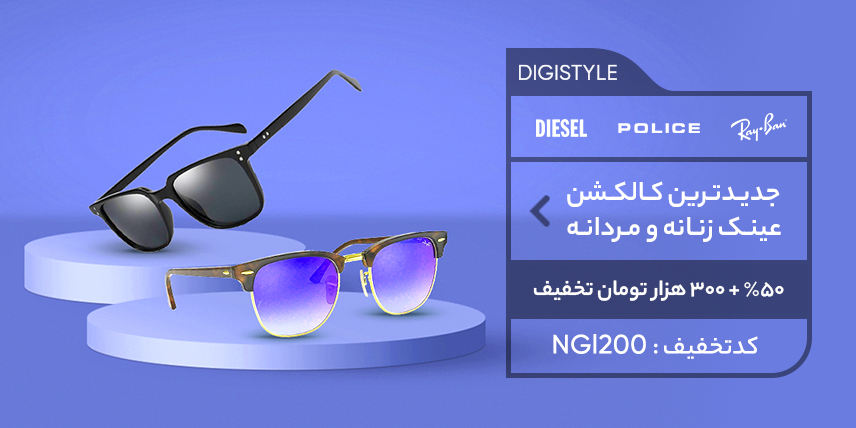 DIGISTYLE
DIESEL POLICE Ray-Ban
جدیدترین کالکشن
عینک زنانه و مردانه
۵۰% + ۳۰۰ هزار تومان تخفیف
کدتخفیف : NGI200